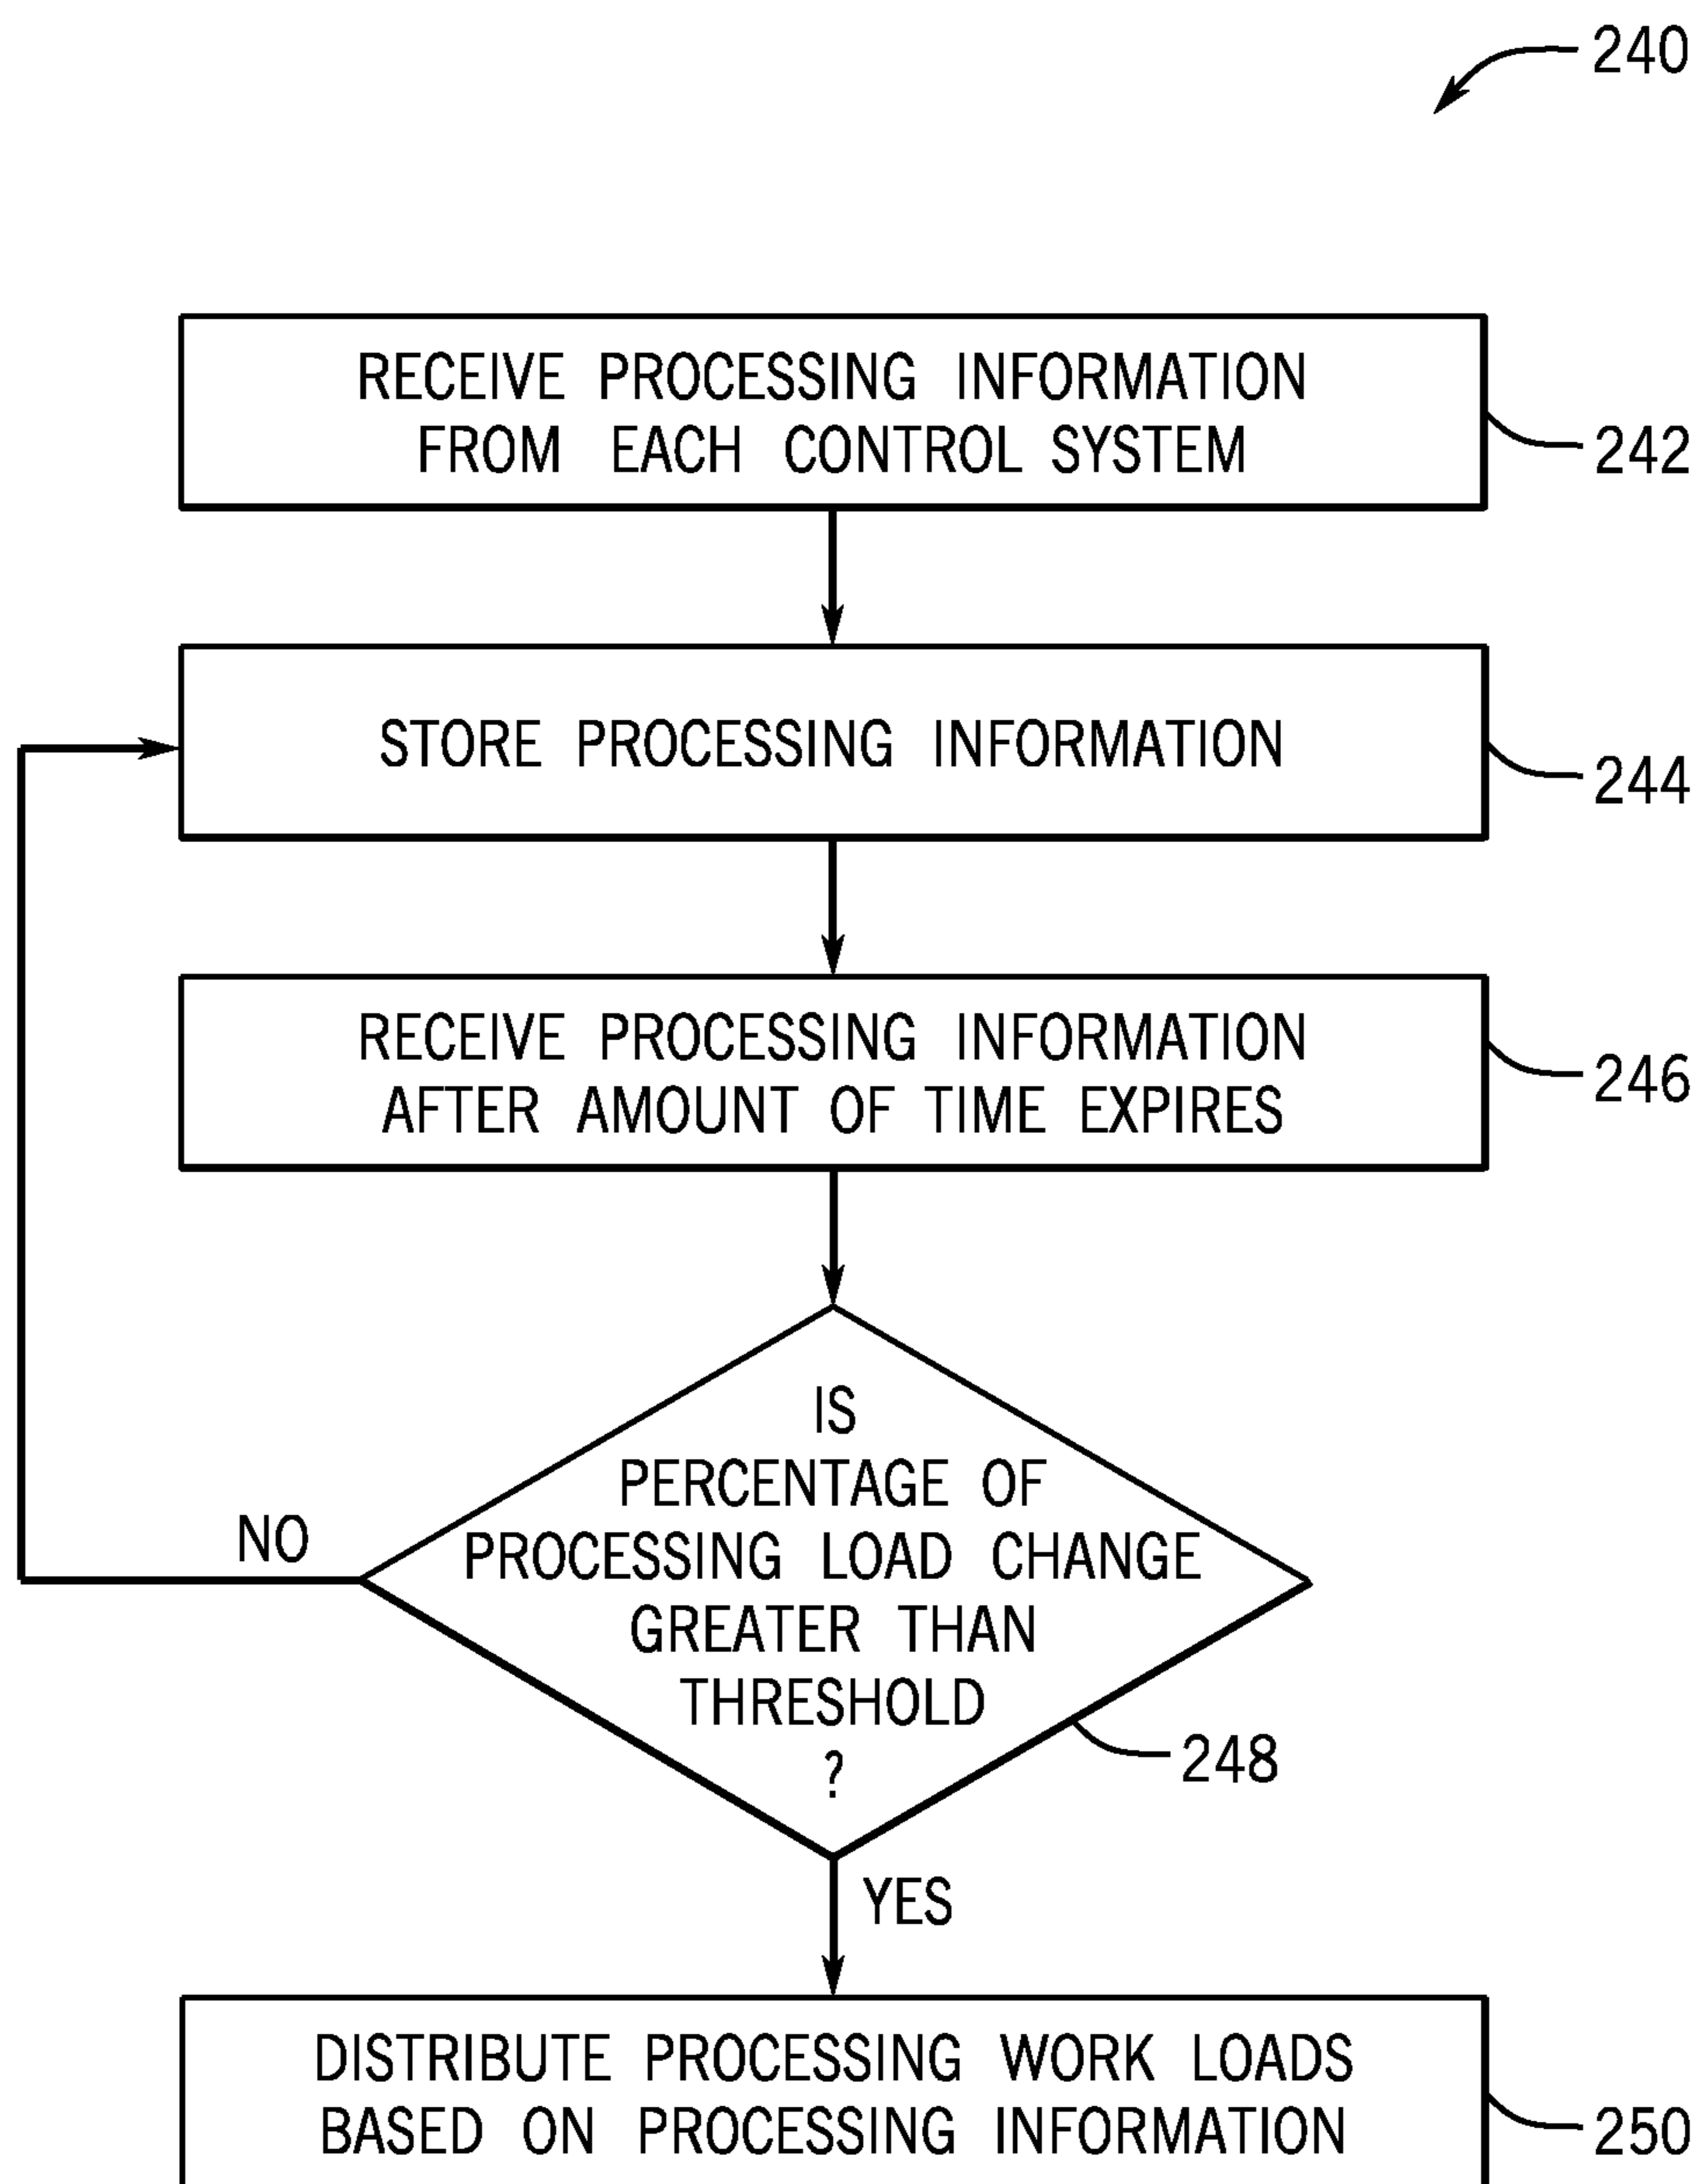 240
RECEIVE PROCESSING INFORMATION
FROM EACH CONTROL SYSTEM
242
STORE PROCESSING INFORMATION
244
RECEIVE PROCESSING INFORMATION
AFTER AMOUNT OF TIME EXPIRES
246
IS
PERCENTAGE OF
PROCESSING LOAD CHANGE
GREATER THAN
THRESHOLD
?
NO
248
YES
DISTRIBUTE PROCESSING WORK LOADS
BASED ON PROCESSING INFORMATION
250